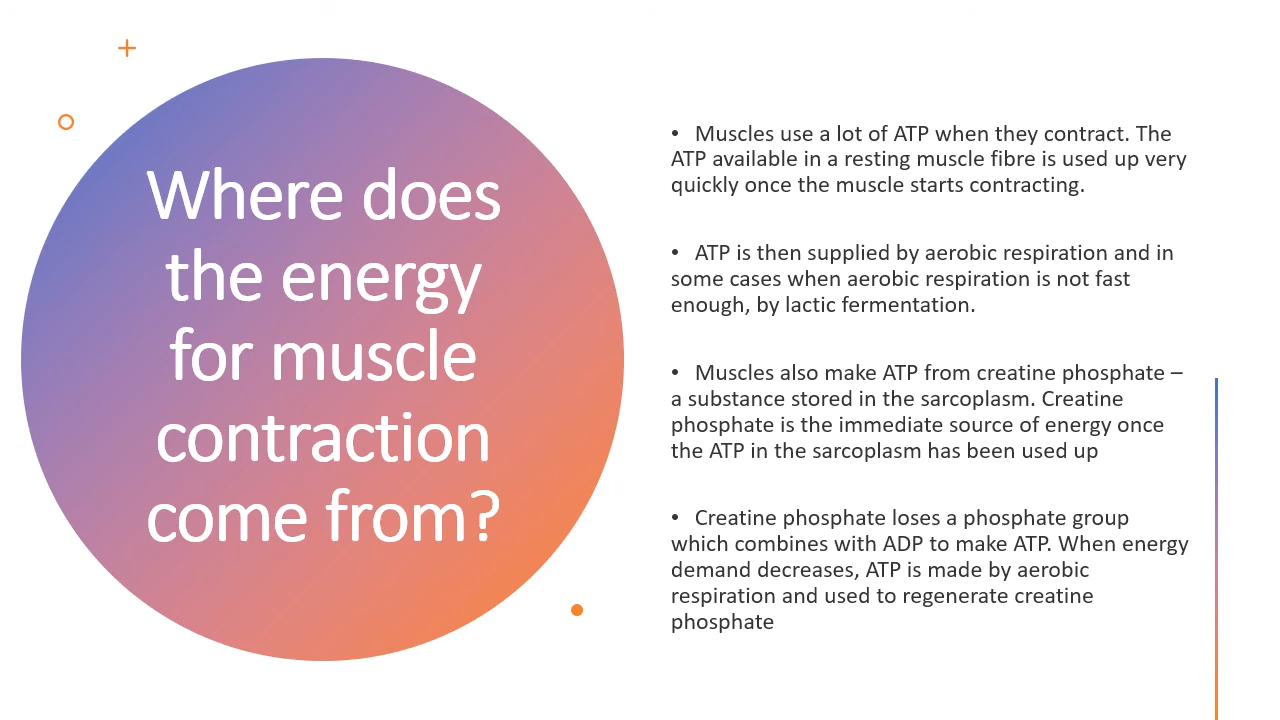 Where does
the energy
for muscle
contraction
come from?
• Muscles use a lot of ATP when they contract. The
ATP available in a resting muscle fibre is used up very
quickly once the muscle starts contracting.
• ATP is then supplied by aerobic respiration and in
some cases when aerobic respiration is not fast
enough, by lactic fermentation.
• Muscles also make ATP from creatine phosphate –
a substance stored in the sarcoplasm. Creatine
phosphate is the immediate source of energy once
the ATP in the sarcoplasm has been used up
• Creatine phosphate loses a phosphate group
which combines with ADP to make ATP. When energy
demand decreases, ATP is made by aerobic
respiration and used to regenerate creatine
phosphate